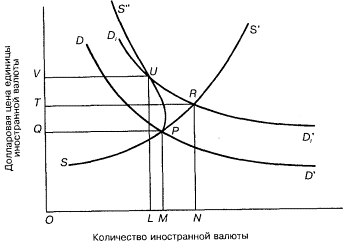 Долларовая цена единицы
иностранной валюты
S"
S'
D
D₁
V
U
T
R
Q
P
S
D₁'
D'
O
L
M
N
Количество иностранной валюты